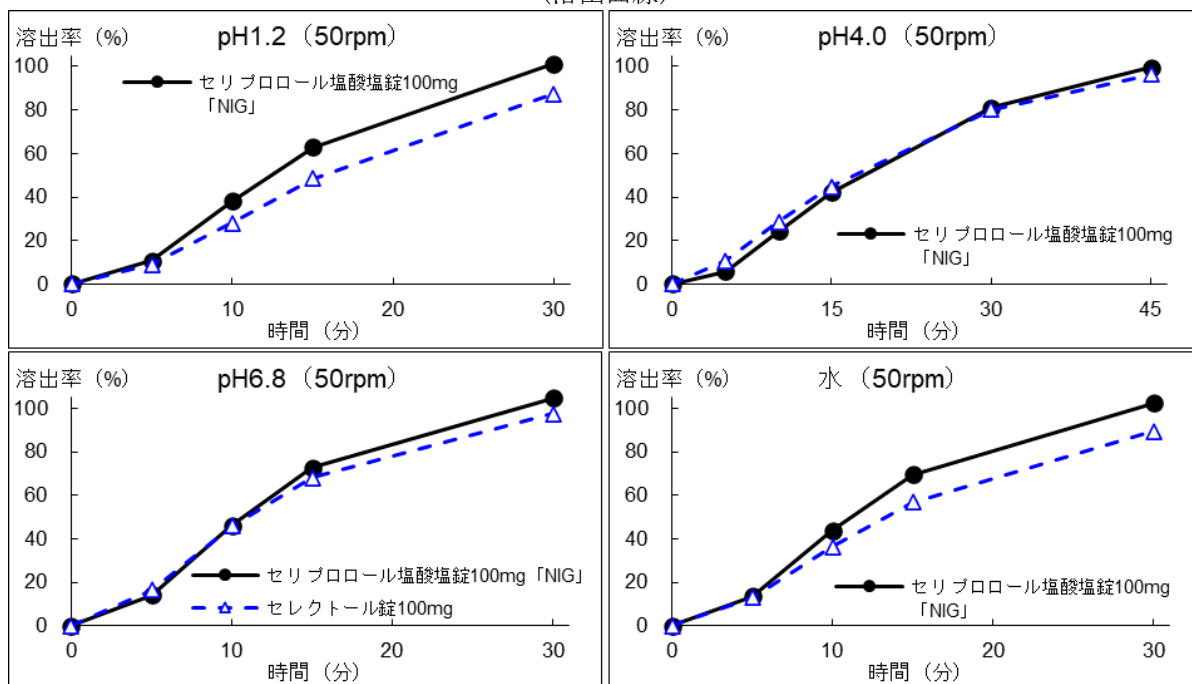 溶出率（%）
pH1.2（50rpm）
100
80
60
40
20
0
セリプロロール塩酸塩錠100mg
「NIG」
0
10
20
30
時間（分）
溶出率（%）
pH4.0（50rpm）
100
80
60
40
20
0
セリプロロール塩酸塩錠100mg
「NIG」
0
15
30
45
時間（分）
溶出率（%）
pH6.8（50rpm）
100
80
60
40
20
0
セリプロロール塩酸塩錠100mg「NIG」
セレクトール錠100mg
0
10
20
30
時間（分）
溶出率（%）
水（50rpm）
100
80
60
40
20
0
セリプロロール塩酸塩錠100mg
「NIG」
0
10
20
30
時間（分）